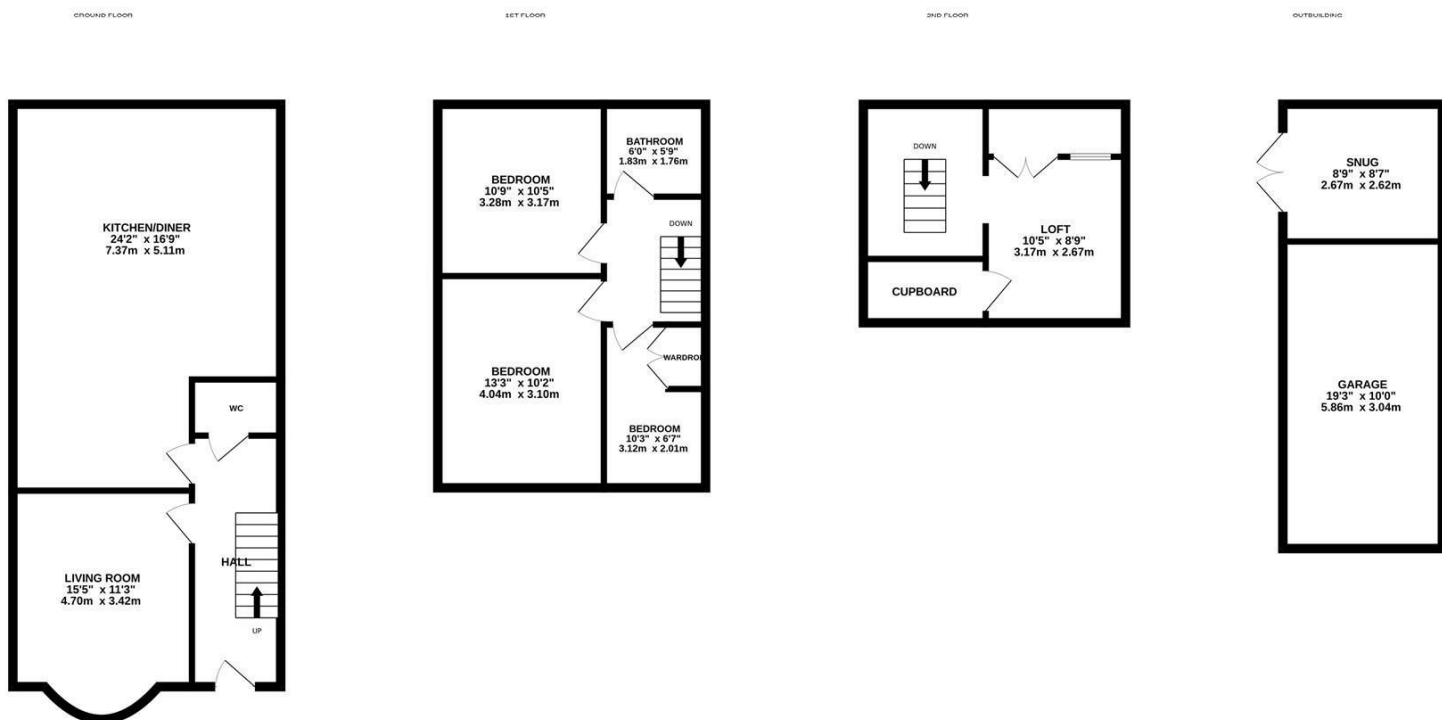 GROUND FLOOR
1ST FLOOR
2ND FLOOR
OUTBUILDING
KITCHEN/DINER
24'2" x 16'9"
7.37m x 5.11m
WC
HALL
UP
LIVING ROOM
15'5" x 11'3"
4.70m x 3.42m
BEDROOM
10'9" x 10'5"
3.28m x 3.17m
BATHROOM
6'0" x 5'9"
1.83m x 1.76m
DOWN
BEDROOM
13'3" x 10'2"
4.04m x 3.10m
WARDROB
BEDROOM
10'3" x 6'7"
3.12m x 2.01m
DOWN
LOFT
10'5" x 8'9"
3.17m x 2.67m
CUPBOARD
SNUG
8'9" x 8'7"
2.67m x 2.62m
GARAGE
19'3" x 10'0"
5.86m x 3.04m